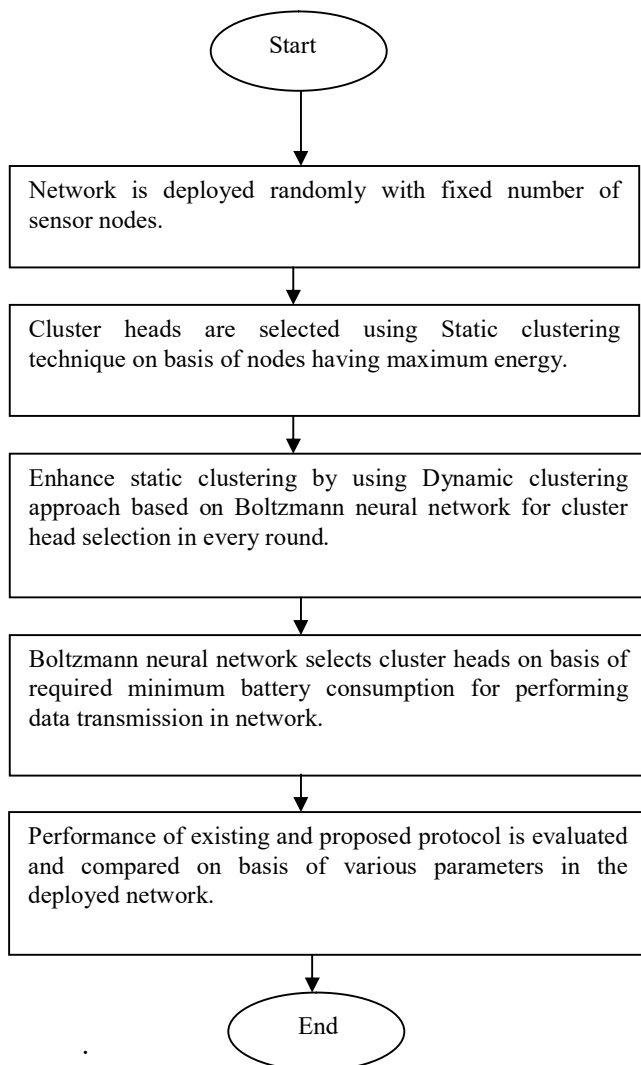 Start
Network is deployed randomly with fixed number of
sensor nodes.
Cluster heads are selected using Static clustering
technique on basis of nodes having maximum energy.
Enhance static clustering by using Dynamic clustering
approach based on Boltzmann neural network for cluster
head selection in every round.
Boltzmann neural network selects cluster heads on basis of
required minimum battery consumption for performing
data transmission in network.
Performance of existing and proposed protocol is evaluated
and compared on basis of various parameters in the
deployed network.
End
.